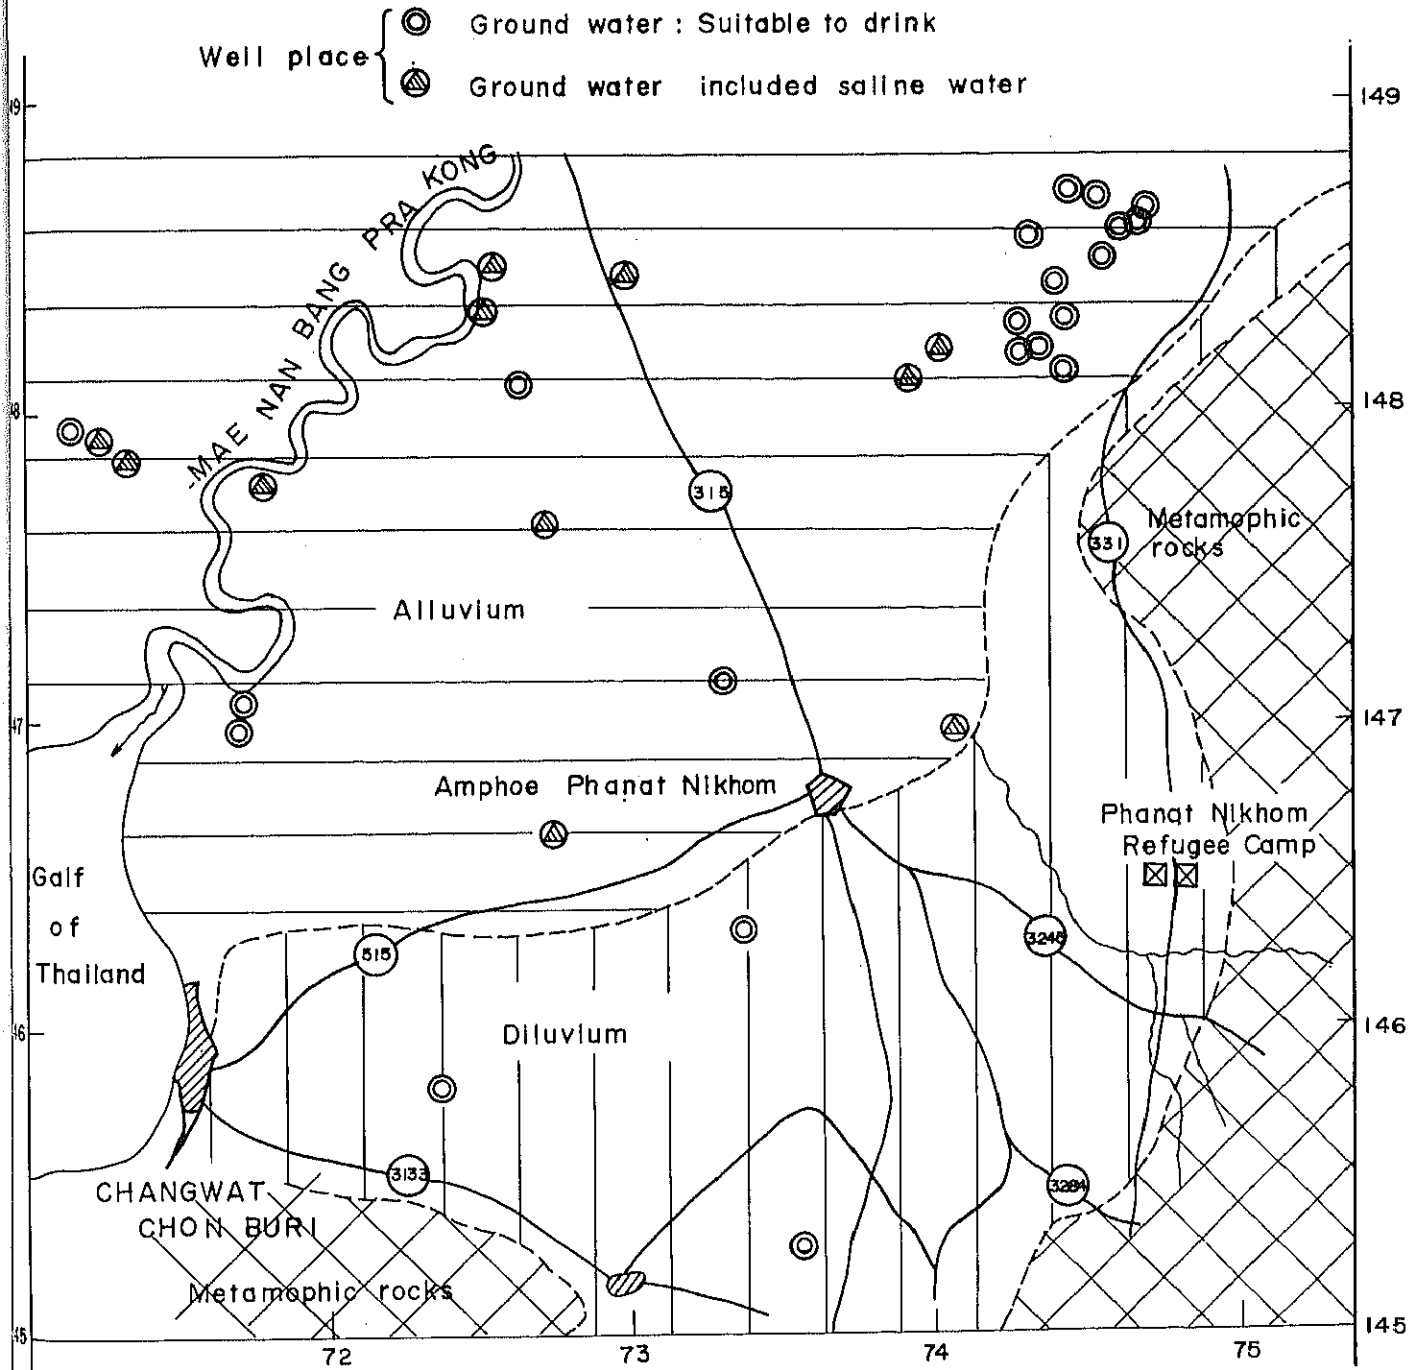 Well place
Ground water : Suitable to drink
Ground water included saline water
149
MAE NAN BANG PRA KONG
148
315
Metamophic
rocks
331
Alluvium
147
Amphoe Phanat Nikhom
Phanat Nikhom
Refugee Camp
Galf
of
Thailand
515
3245
Diluvium
146
3133
3284
CHANGWAT
CHON BURI
Metamophic rocks
145
72
73
74
75